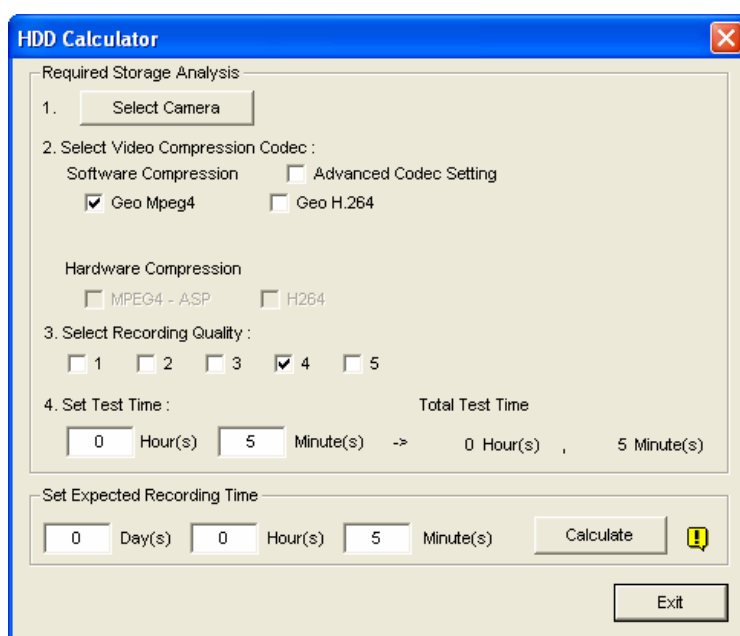 HDD Calculator
Required Storage Analysis
1. Select Camera
2. Select Video Compression Codec :
Software Compression Advanced Codec Setting
Geo Mpeg4 Geo H.264
Hardware Compression
MPEG4 - ASP H264
3. Select Recording Quality :
1 2 3 4 5
4. Set Test Time : Total Test Time
0 Hour(s) 5 Minute(s) -> 0 Hour(s) , 5 Minute(s)
Set Expected Recording Time
0 Day(s) 0 Hour(s) 5 Minute(s) Calculate !
Exit